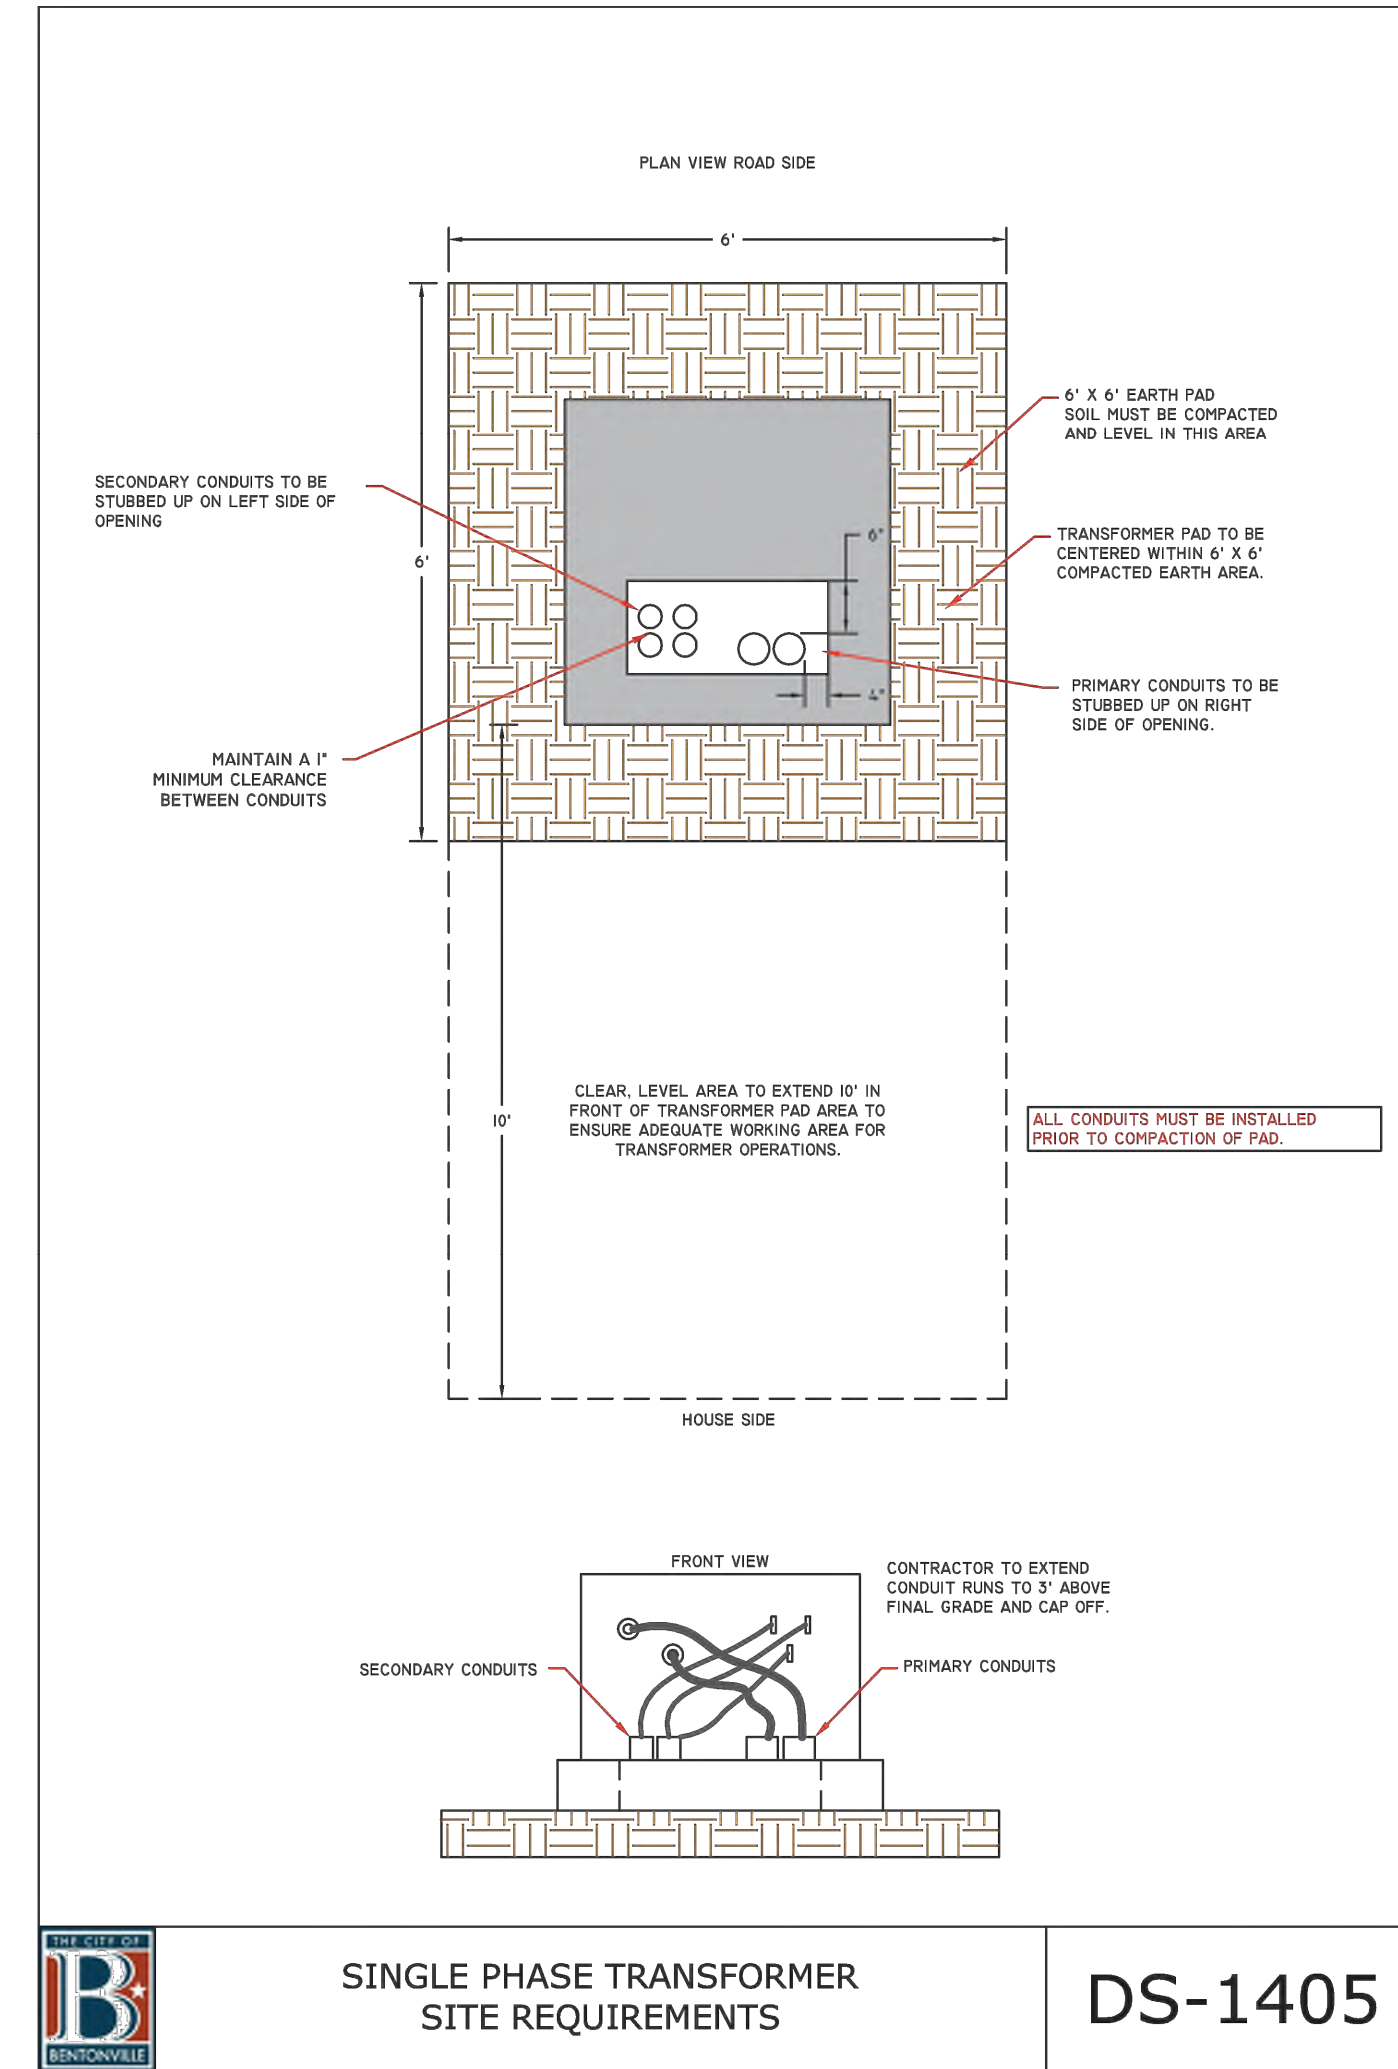 PLAN VIEW ROAD SIDE
6'
6' X 6' EARTH PAD
SOIL MUST BE COMPACTED
AND LEVEL IN THIS AREA
SECONDARY CONDUITS TO BE
STUBBED UP ON LEFT SIDE OF
OPENING
6'
6"
TRANSFORMER PAD TO BE
CENTERED WITHIN 6' X 6'
COMPACTED EARTH AREA.
PRIMARY CONDUITS TO BE
STUBBED UP ON RIGHT
SIDE OF OPENING.
4"
MAINTAIN A 1"
MINIMUM CLEARANCE
BETWEEN CONDUITS
10'
CLEAR, LEVEL AREA TO EXTEND 10' IN
FRONT OF TRANSFORMER PAD AREA TO
ENSURE ADEQUATE WORKING AREA FOR
TRANSFORMER OPERATIONS.
ALL CONDUITS MUST BE INSTALLED
PRIOR TO COMPACTION OF PAD.
HOUSE SIDE
FRONT VIEW
CONTRACTOR TO EXTEND
CONDUIT RUNS TO 3' ABOVE
FINAL GRADE AND CAP OFF.
SECONDARY CONDUITS
PRIMARY CONDUITS
THE CITY OF
B
BENTONVILLE
SINGLE PHASE TRANSFORMER
SITE REQUIREMENTS
DS-1405